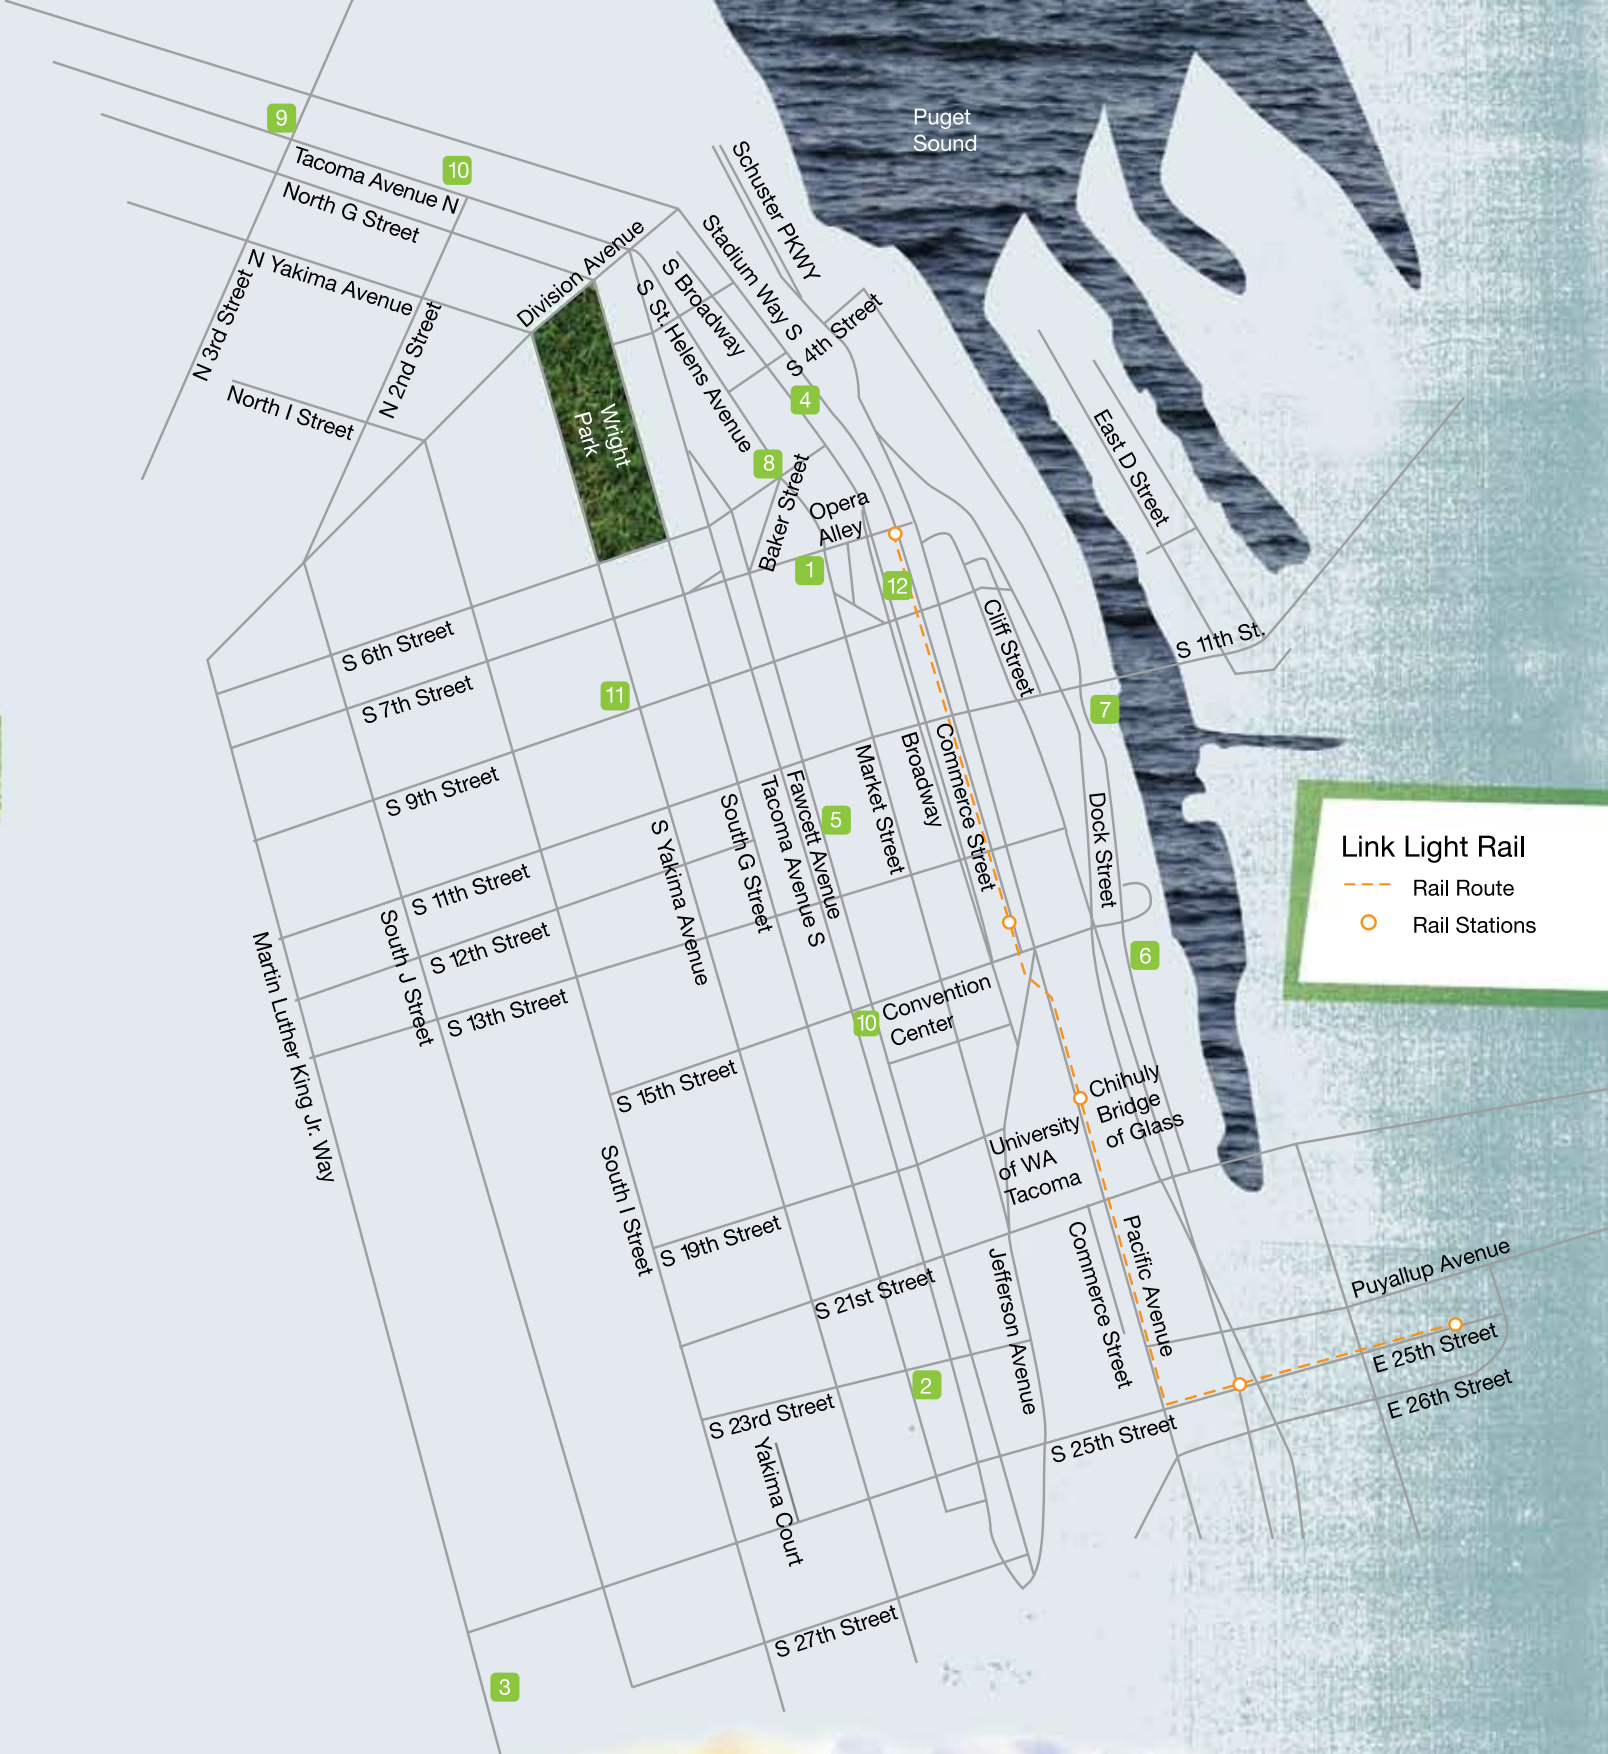 Puget
Sound
9
10
Tacoma Avenue N
North G Street
N Yakima Avenue
N 3rd Street
N 2nd Street
North I Street
Division Avenue
Schuster PKWY
Stadium Way S
S Broadway
S St. Helens Avenue
S 4th Street
Wright
Park
4
8
Baker Street
Opera
Alley
1
12
East D Street
Cliff Street
S 11th St.
S 6th Street
S 7th Street
11
7
S 9th Street
S 11th Street
S 12th Street
S 13th Street
Martin Luther King Jr. Way
South J Street
S Yakima Avenue
South G Street
Tacoma Avenue S
Fawcett Avenue
5
Market Street
Broadway
Commerce Street
Dock Street
6
Link Light Rail
Rail Route
Rail Stations
10
Convention
Center
S 15th Street
Chihuly
Bridge
of Glass
University
of WA
Tacoma
South I Street
S 19th Street
S 21st Street
Jefferson Avenue
Commerce Street
Pacific Avenue
Puyallup Avenue
E 25th Street
E 26th Street
2
S 23rd Street
S 25th Street
Yakima Court
S 27th Street
3